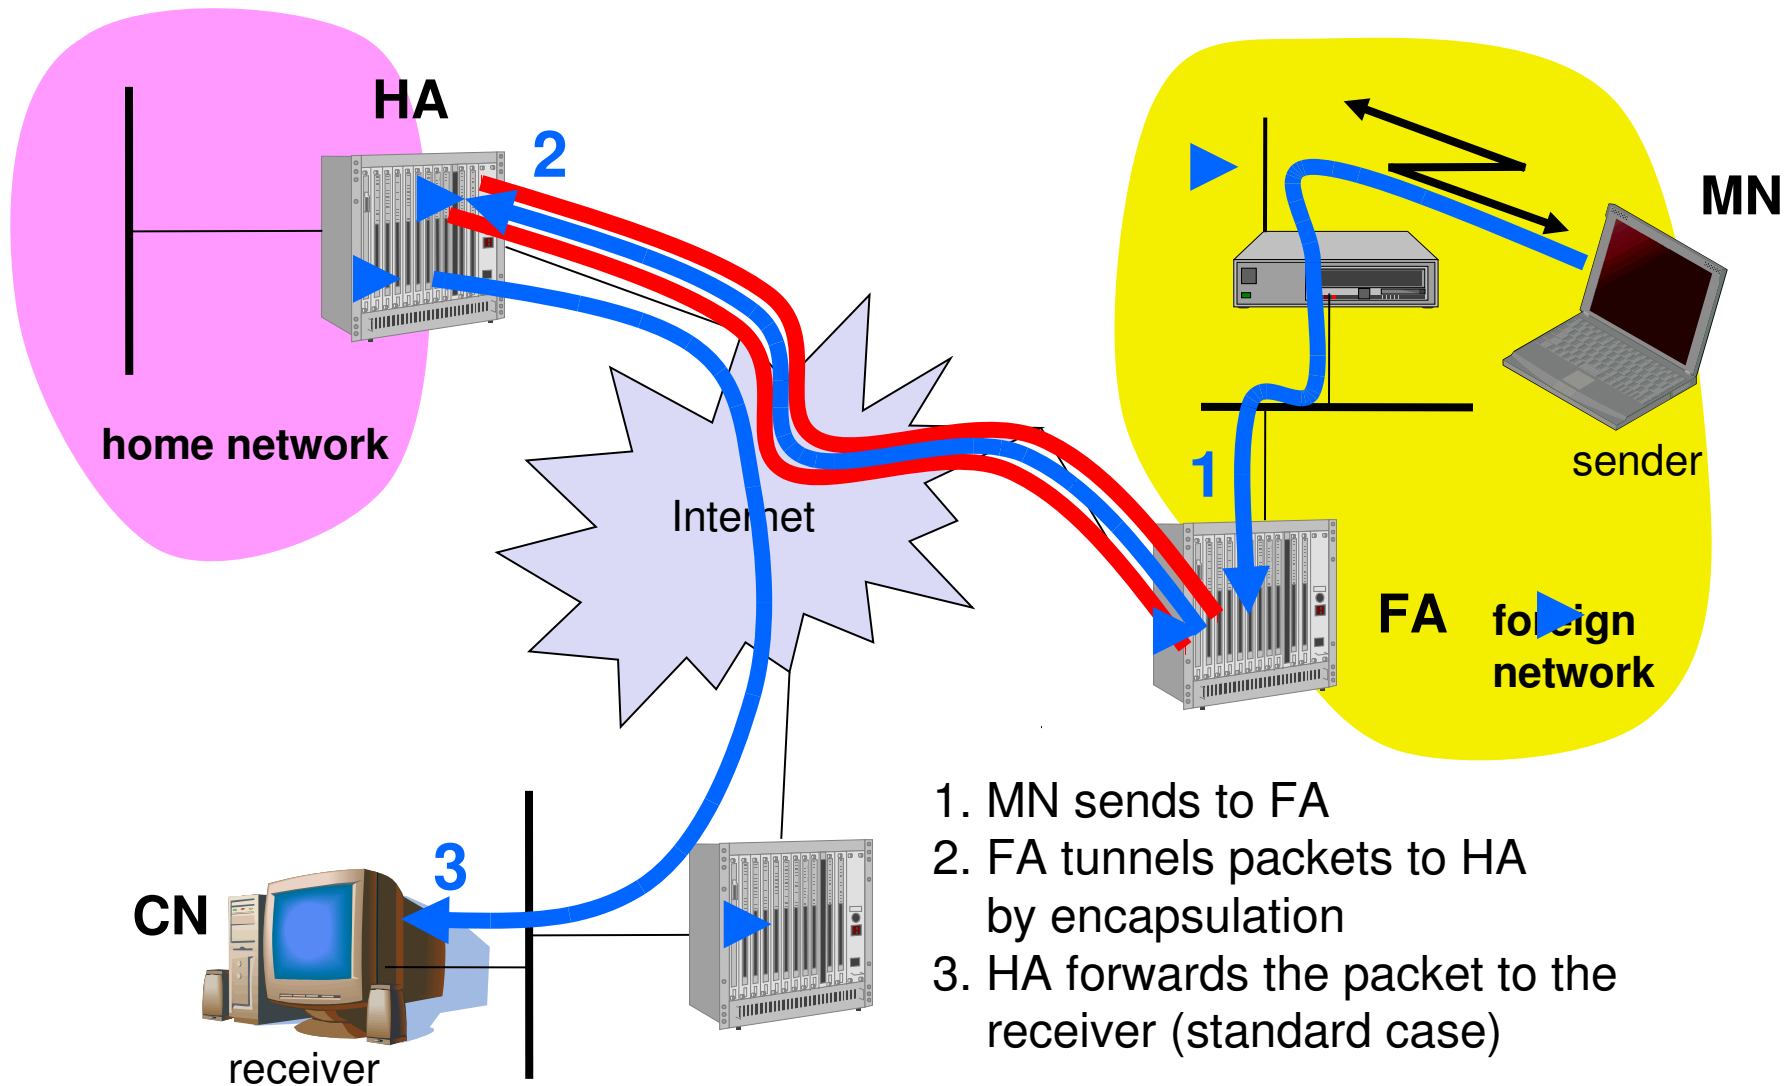 HA
2
MN
home network
sender
1
Internet
FA
foreign
network
1. MN sends to FA
2. FA tunnels packets to HA
by encapsulation
3. HA forwards the packet to the
receiver (standard case)
3
CN
receiver